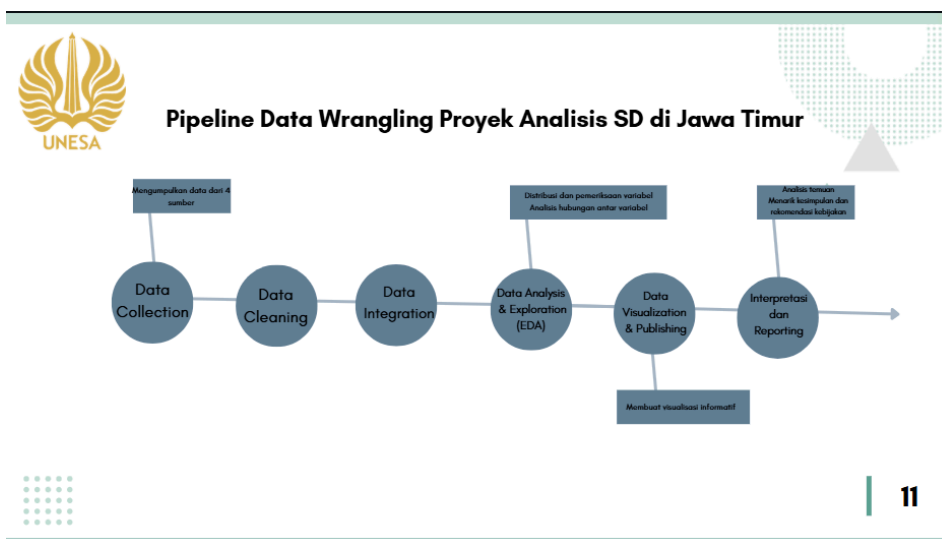 UNESA
Pipeline Data Wrangling Proyek Analisis SD di Jawa Timur
Mengumpulkan data dari 4
sumber
Distribusi dan pemeriksaan variabel
Analisis hubungan antar variabel
Analisis temuan
Menarik kesimpulan dan
rekomendasi kebijakan
Data
Collection
Data
Cleaning
Data
Integration
Data Analysis
& Exploration
(EDA)
Data
Visualization
& Publishing
Interpretasi
dan
Reporting
Membuat visualisasi informatif
11